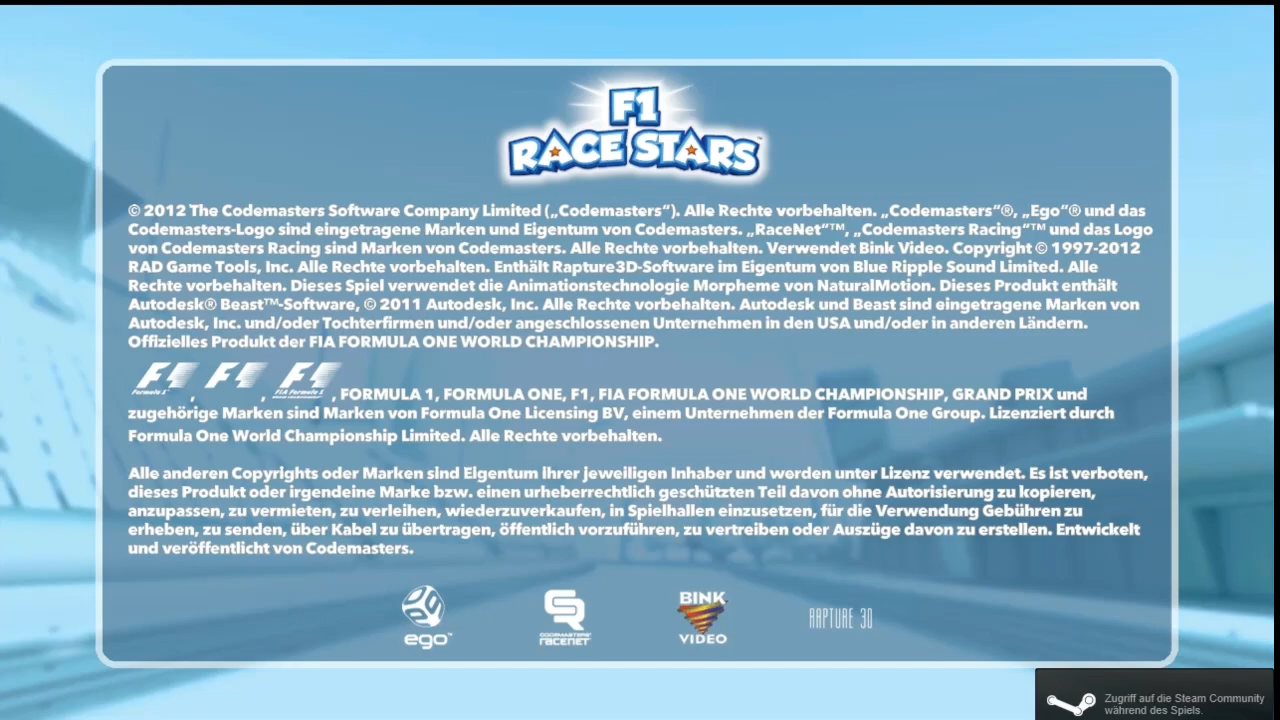 F1
RACE STARS™
© 2012 The Codemasters Software Company Limited („Codemasters“). Alle Rechte vorbehalten. „Codemasters“®, „Ego“® und das
Codemasters-Logo sind eingetragene Marken und Eigentum von Codemasters. „RaceNet“™, „Codemasters Racing“™ und das Logo
von Codemasters Racing sind Marken von Codemasters. Alle Rechte vorbehalten. Verwendet Bink Video. Copyright © 1997-2012
RAD Game Tools, Inc. Alle Rechte vorbehalten. Enthält Rapture3D-Software im Eigentum von Blue Ripple Sound Limited. Alle
Rechte vorbehalten. Dieses Spiel verwendet die Animationstechnologie Morpheme von NaturalMotion. Dieses Produkt enthält
Autodesk® Beast™-Software, © 2011 Autodesk, Inc. Alle Rechte vorbehalten. Autodesk und Beast sind eingetragene Marken von
Autodesk, Inc. und/oder Tochterfirmen und/oder angeschlossenen Unternehmen in den USA und/oder in anderen Ländern.
Offizielles Produkt der FIA FORMULA ONE WORLD CHAMPIONSHIP.
F1 Formula 1, F1, F1 FIA Formula 1, FORMULA 1, FORMULA ONE, F1, FIA FORMULA ONE WORLD CHAMPIONSHIP, GRAND PRIX und
zugehörige Marken sind Marken von Formula One Licensing BV, einem Unternehmen der Formula One Group. Lizenziert durch
Formula One World Championship Limited. Alle Rechte vorbehalten.
Alle anderen Copyrights oder Marken sind EIgentum ihrer jeweiligen Inhaber und werden unter Lizenz verwendet. Es ist verboten,
dieses Produkt oder irgendeine Marke bzw. einen urheberrechtlich geschützten Teil davon ohne Autorisierung zu kopieren,
anzupassen, zu vermieten, zu verleihen, wiederzuverkaufen, in Spielhallen einzusetzen, für die Verwendung Gebühren zu
erheben, zu senden, über Kabel zu übertragen, öffentlich vorzuführen, zu vertreiben oder Auszüge davon zu erstellen. Entwickelt
und veröffentlicht von Codemasters.
ego™
CODEMASTERS' RACENET
BINK VIDEO
RAPTURE 3D
Zugriff auf die Steam Community
während des Spiels.